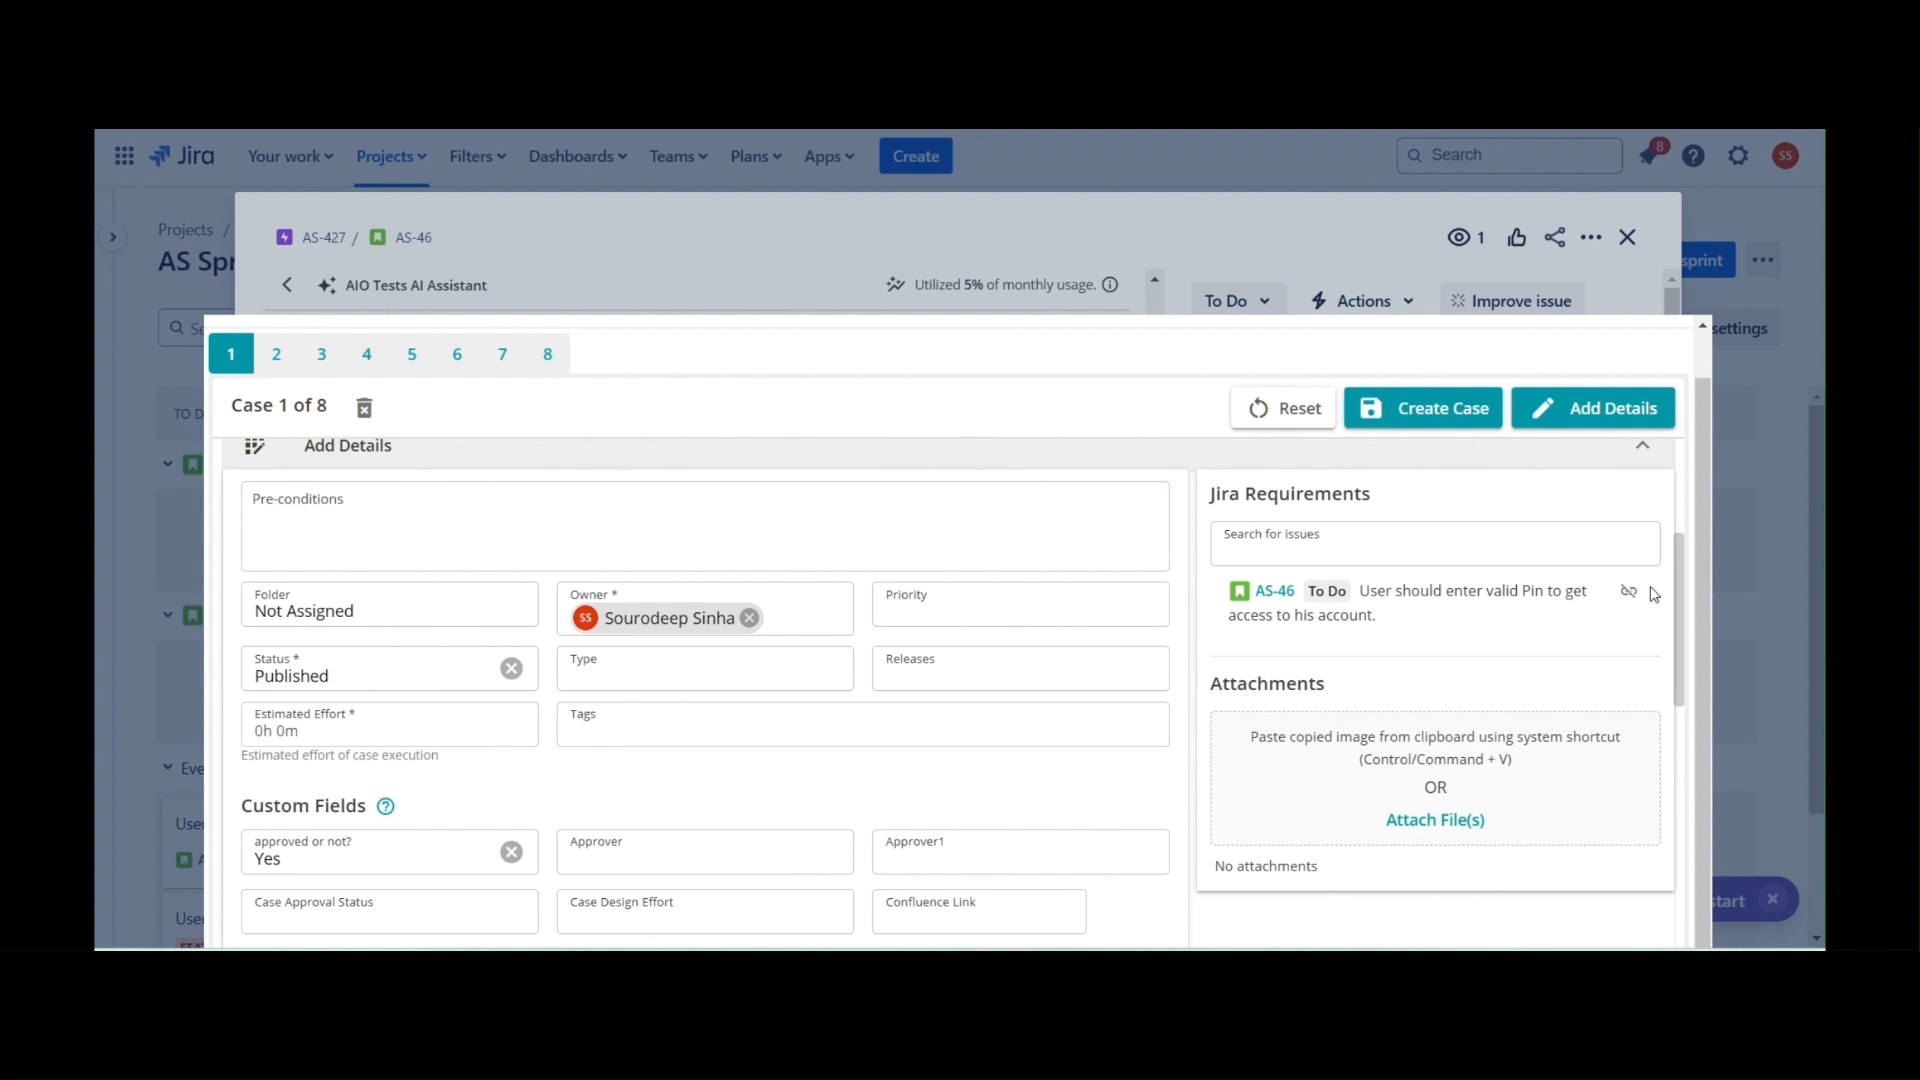 Jira
Your work
Projects
Filters
Dashboards
Teams
Plans
Apps
Create
Search
8
?
SS
Projects /
AS Spr
AS-427 / AS-46
1
sprint
AIO Tests AI Assistant
Utilized 5% of monthly usage.
To Do
Actions
Improve issue
Se
settings
1 2 3 4 5 6 7 8
TO D
Case 1 of 8
Reset
Create Case
Add Details
Add Details
Pre-conditions
Folder
Not Assigned
Owner *
SS Sourodeep Sinha
Priority
Status *
Published
Type
Releases
Estimated Effort *
0h 0m
Tags
Estimated effort of case execution
Custom Fields ?
approved or not?
Yes
Approver
Approver1
Case Approval Status
Case Design Effort
Confluence Link
Jira Requirements
Search for issues
AS-46 To Do User should enter valid Pin to get
access to his account.
Attachments
Paste copied image from clipboard using system shortcut
(Control/Command + V)
OR
Attach File(s)
No attachments
Eve
User
A
User
start